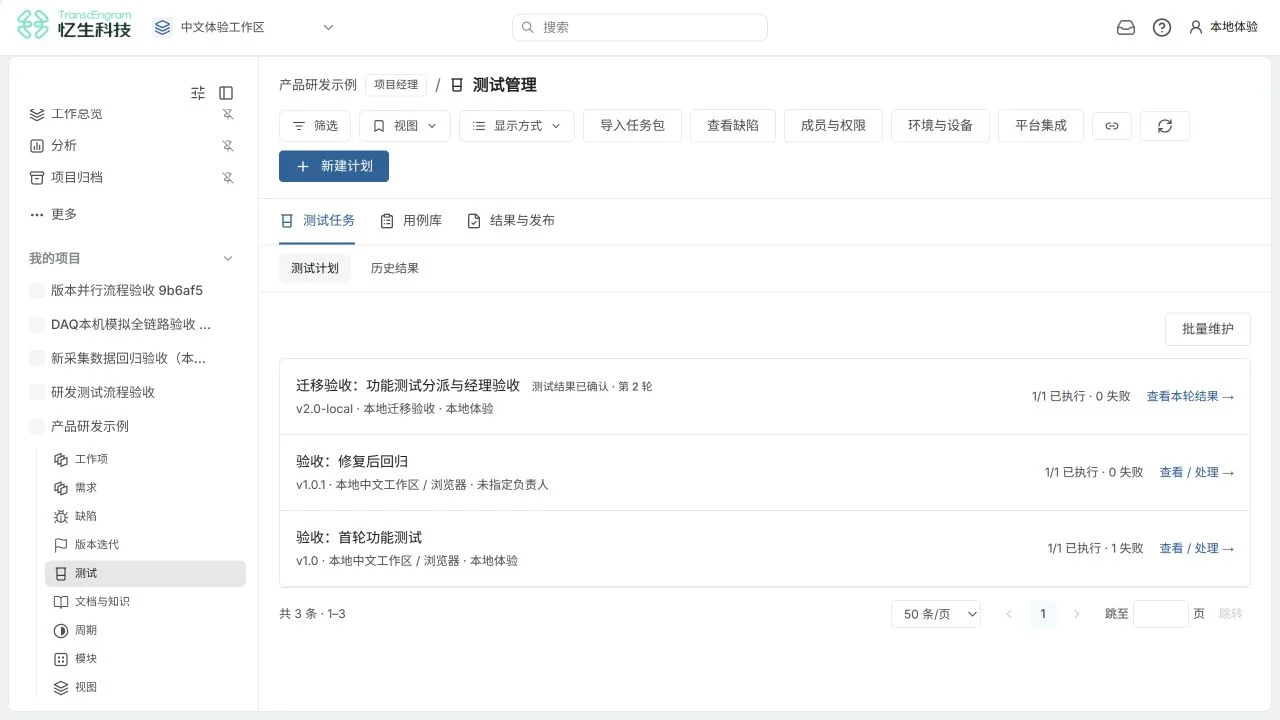 TranscEngram
忆生科技
中文体验工作区
搜索
本地体验
工作总览
分析
项目归档
更多
我的项目
版本并行流程验收 9b6af5
DAQ本机模拟全链路验收 ...
新采集数据回归验收（本...
研发测试流程验收
产品研发示例
工作项
需求
缺陷
版本迭代
测试
文档与知识
周期
模块
视图
产品研发示例 项目经理 / 测试管理
筛选 视图 显示方式 导入任务包 查看缺陷 成员与权限 环境与设备 平台集成
新建计划
测试任务 用例库 结果与发布
测试计划 历史结果
批量维护
迁移验收：功能测试分派与经理验收 测试结果已确认 · 第 2 轮
v2.0-local · 本地迁移验收 · 本地体验
1/1 已执行 · 0 失败 查看本轮结果 →
验收：修复后回归
v1.0.1 · 本地中文工作区 / 浏览器 · 未指定负责人
1/1 已执行 · 0 失败 查看 / 处理 →
验收：首轮功能测试
v1.0 · 本地中文工作区 / 浏览器 · 本地体验
1/1 已执行 · 1 失败 查看 / 处理 →
共 3 条 · 1–3
50 条/页 ‹ 1 › 跳至 页 跳转